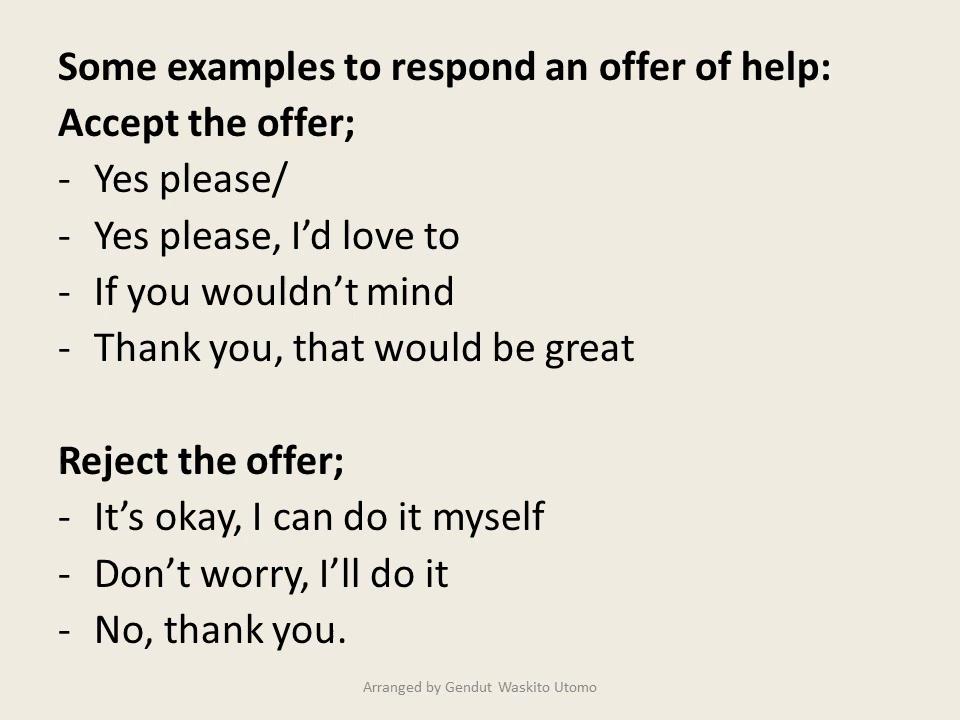 Some examples to respond an offer of help:
Accept the offer;
- Yes please/
- Yes please, I’d love to
- If you wouldn’t mind
- Thank you, that would be great
Reject the offer;
- It’s okay, I can do it myself
- Don’t worry, I’ll do it
- No, thank you.
Arranged by Gendut Waskito Utomo